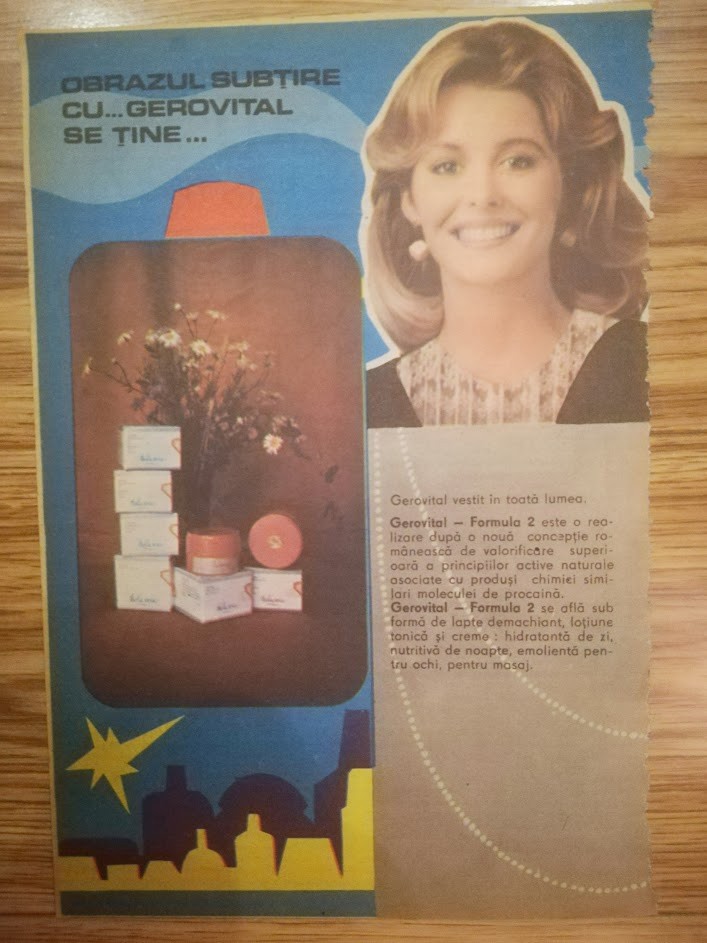 OBRAZUL SUBȚIRE
CU... GEROVITAL
SE ȚINE...
Gerovital vestit în toată lumea.
Gerovital — Formula 2 este o rea-
lizare după o nouă concepție ro-
mânească de valorificare superi-
oară a principiilor active naturale
asociate cu produși chimiei simi-
lari moleculei de procaină.
Gerovital — Formula 2 se află sub
formă de lapte demachiant, loțiune
tonică și creme : hidratantă de zi,
nutritivă de noapte, emolientă pen-
tru ochi, pentru masaj.